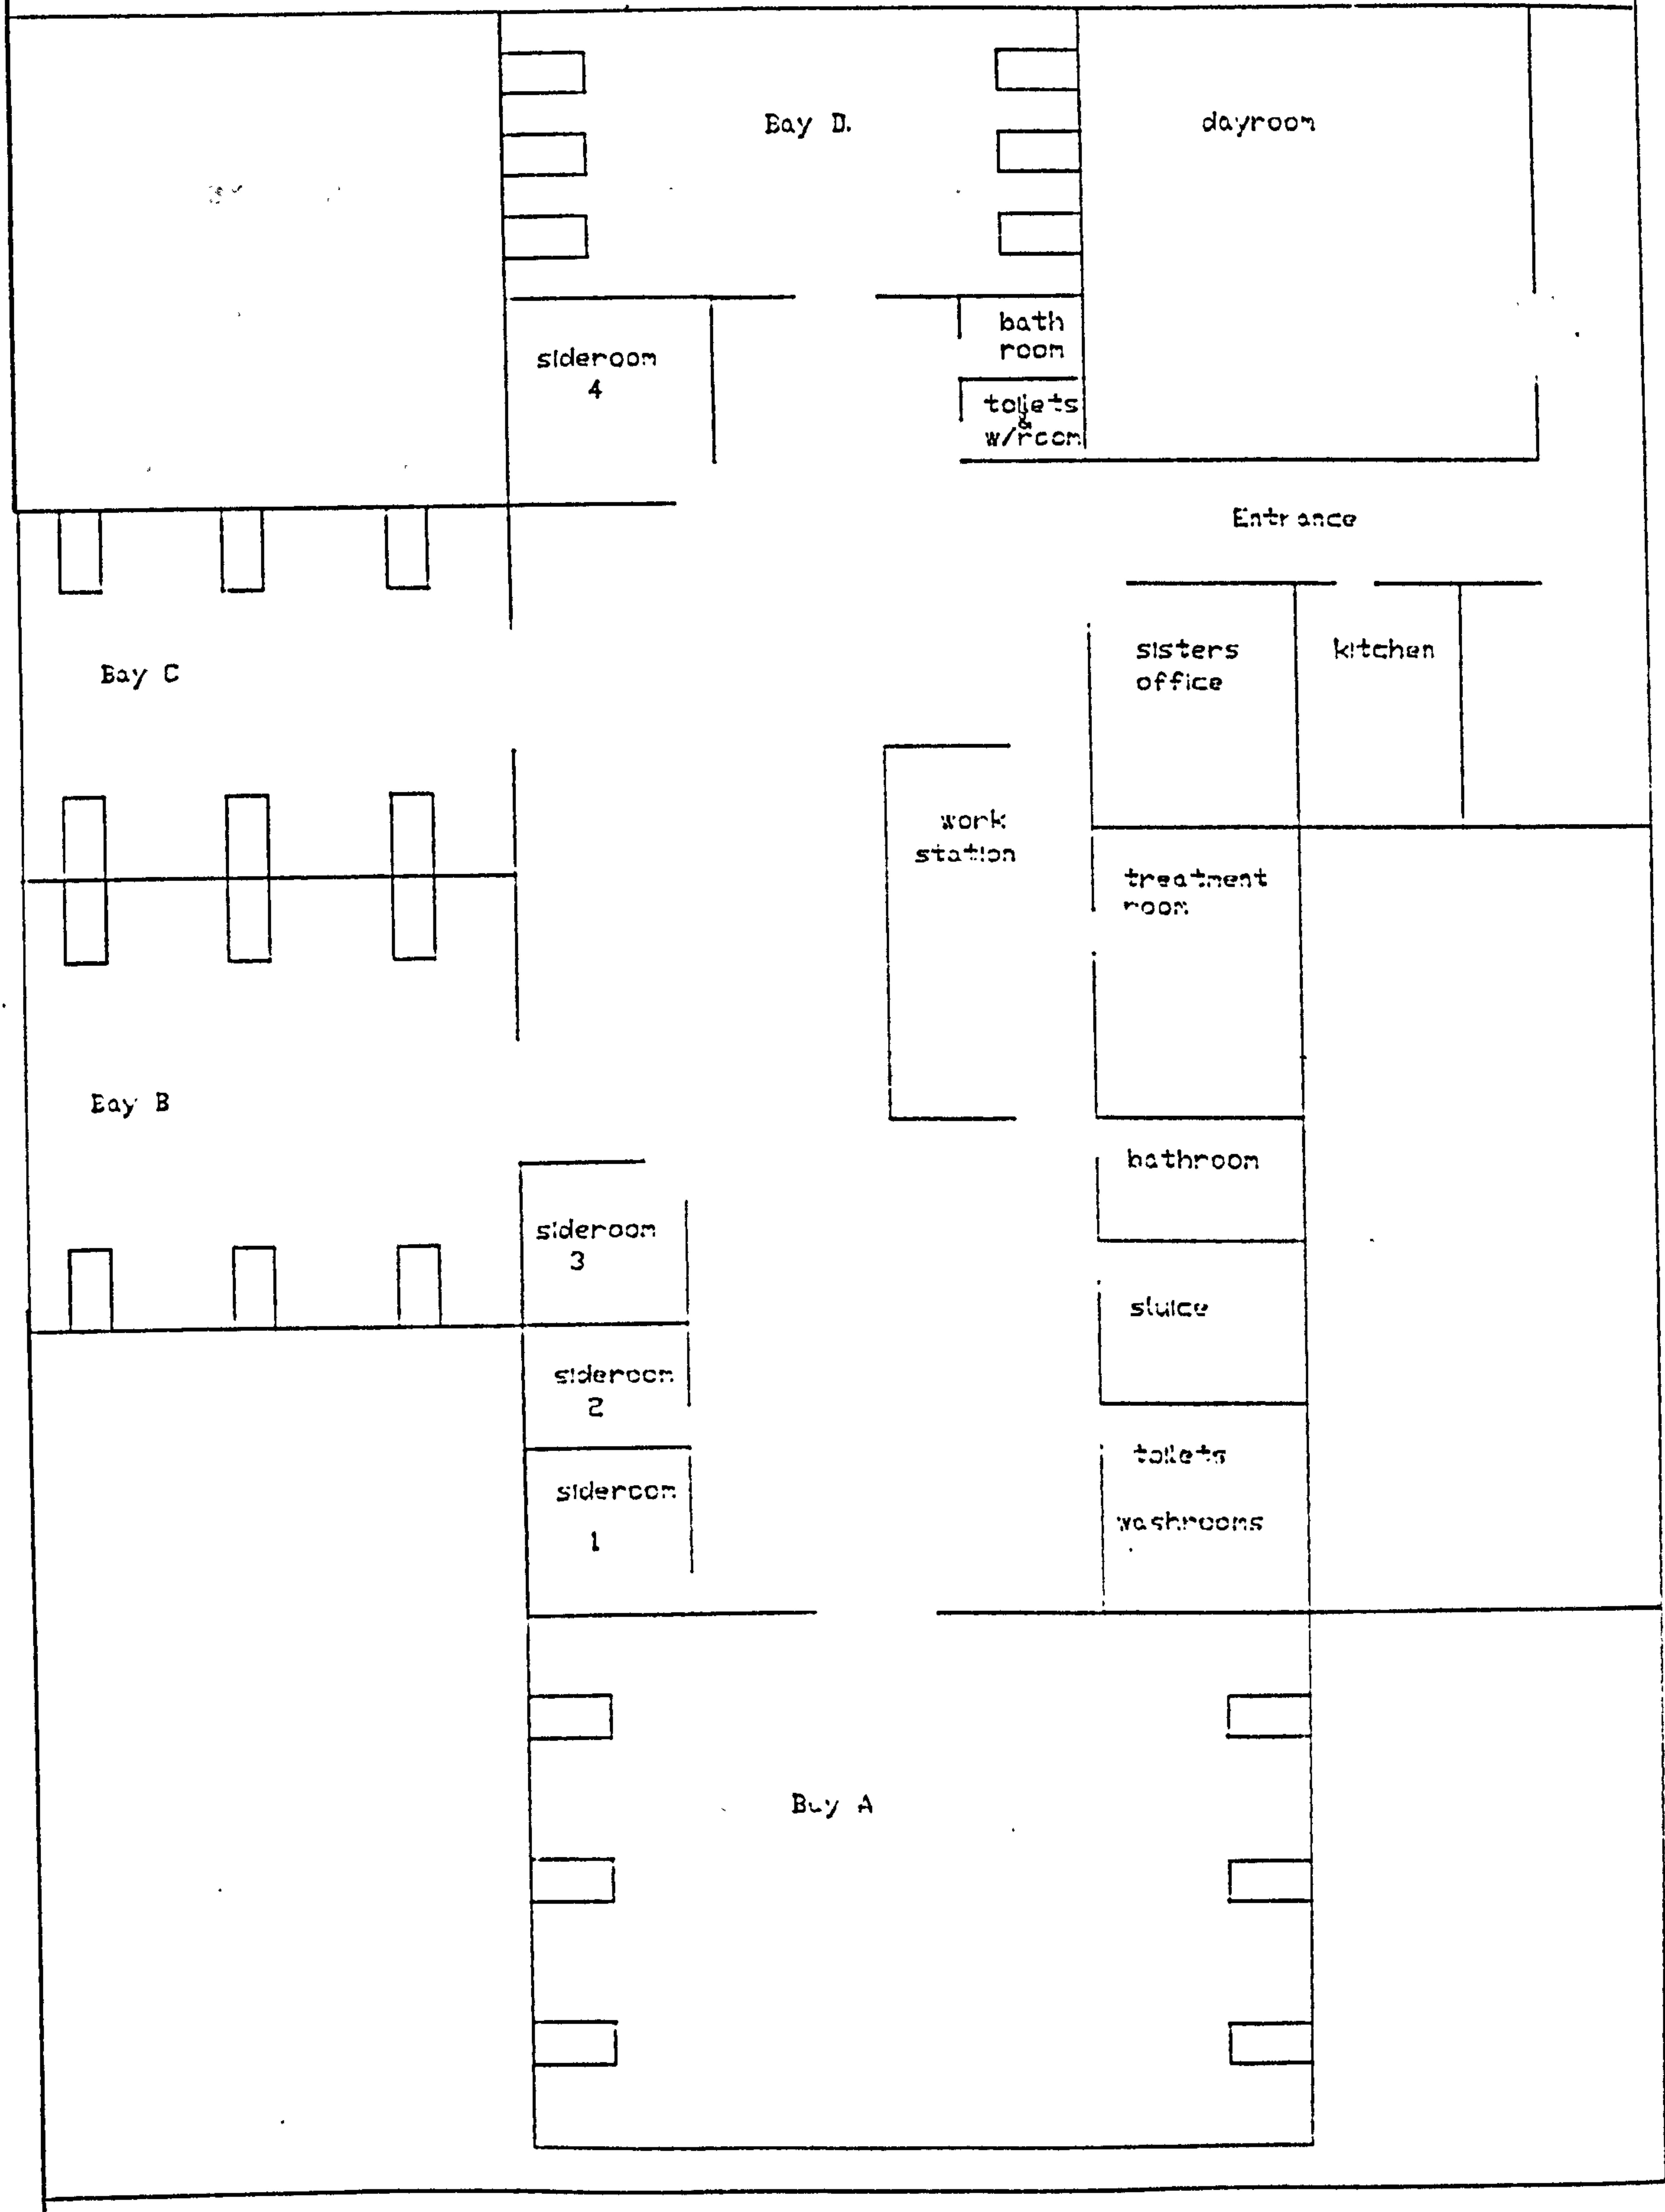 Bay D.
dayroom
bath
room
sideroom
4
toilets
&
w/room
Entrance
Bay C
sisters
office
kitchen
work
station
treatment
room
Bay B
bathroom
sideroom
3
sluice
sideroom
2
toilets
sideroom
1
washrooms
Bay A